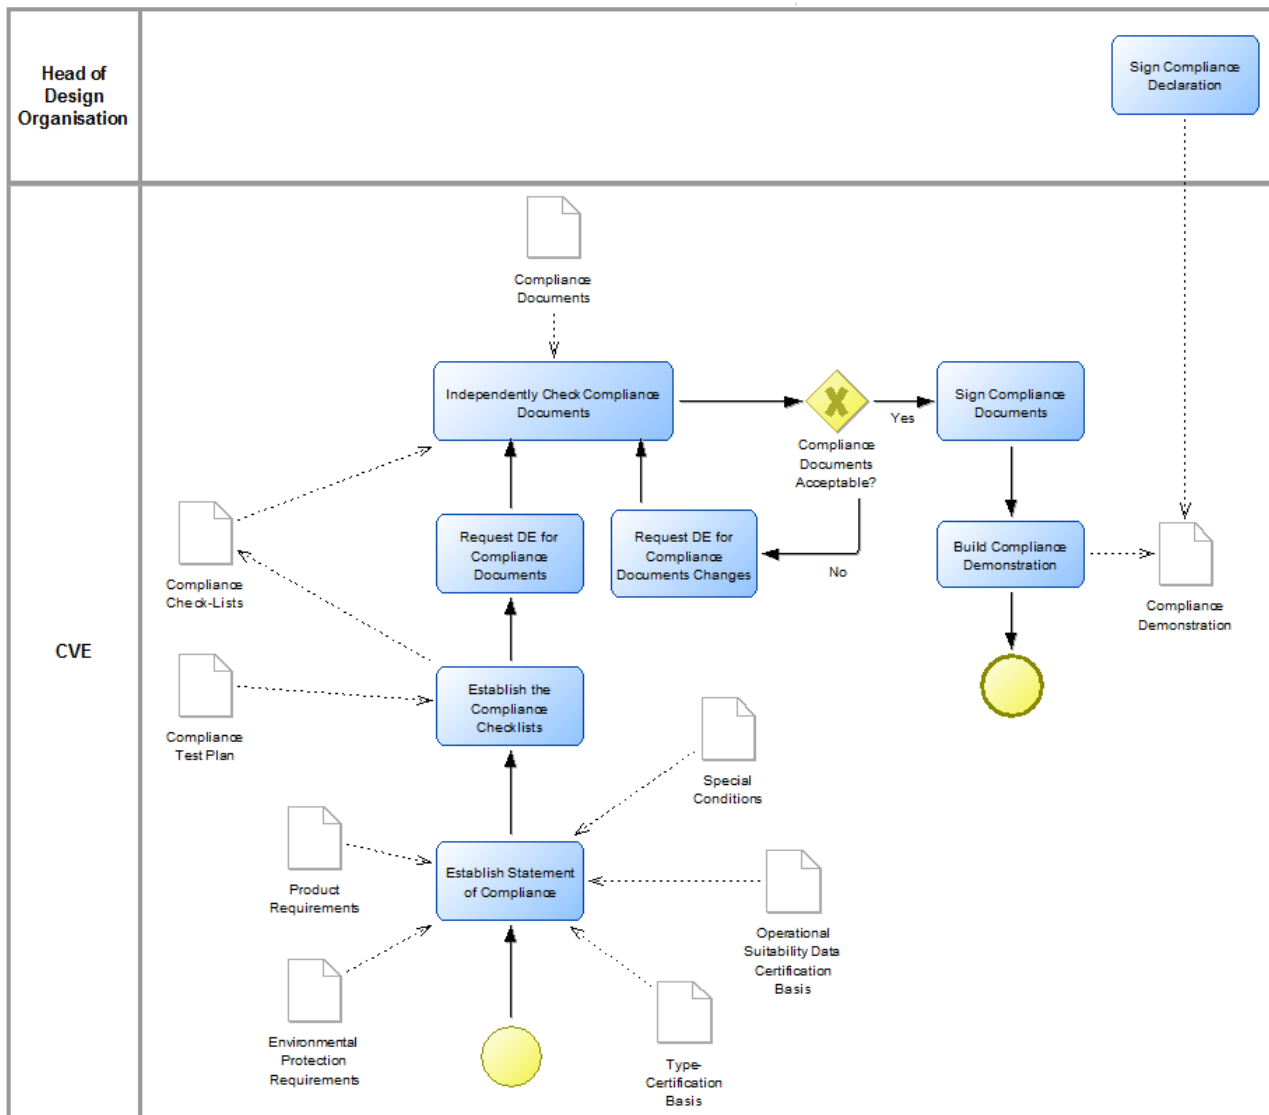 Head of
Design
Organisation
Sign Compliance
Declaration
CVE
Compliance
Documents
Independently Check Compliance
Documents
Compliance
Documents
Acceptable?
Yes
No
Sign Compliance
Documents
Compliance
Check-Lists
Request DE for
Compliance
Documents
Request DE for
Compliance
Documents Changes
Build Compliance
Demonstration
Compliance
Demonstration
Compliance
Test Plan
Establish the
Compliance
Checklists
Special
Conditions
Product
Requirements
Establish Statement
of Compliance
Operational
Suitability Data
Certification
Basis
Environmental
Protection
Requirements
Type-
Certification
Basis